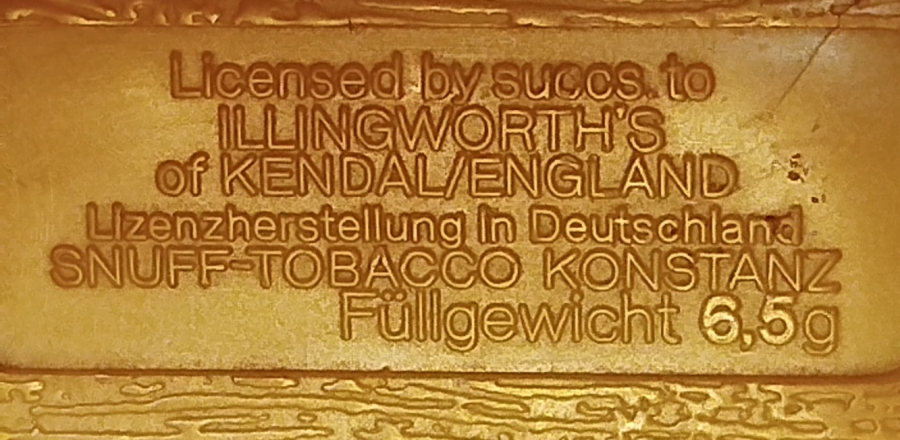 Licensed by succs. to
ILLINGWORTH'S
of KENDAL/ENGLAND
Lizenzherstellung in Deutschland
SNUFF-TOBACCO KONSTANZ
Füllgewicht 6,5g